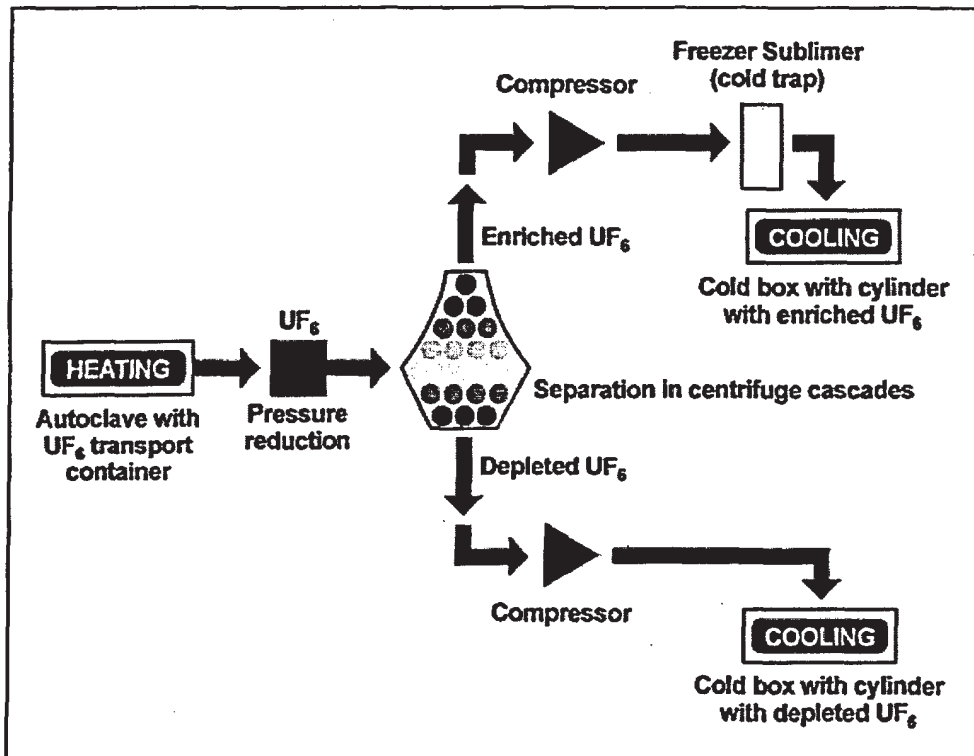 Freezer Sublimer
(cold trap)
Compressor
COOLING
Enriched UF₆
Cold box with cylinder
with enriched UF₆
UF₆
HEATING
Separation in centrifuge cascades
Autoclave with
UF₆ transport
container
Pressure
reduction
Depleted UF₆
Compressor
COOLING
Cold box with cylinder
with depleted UF₆